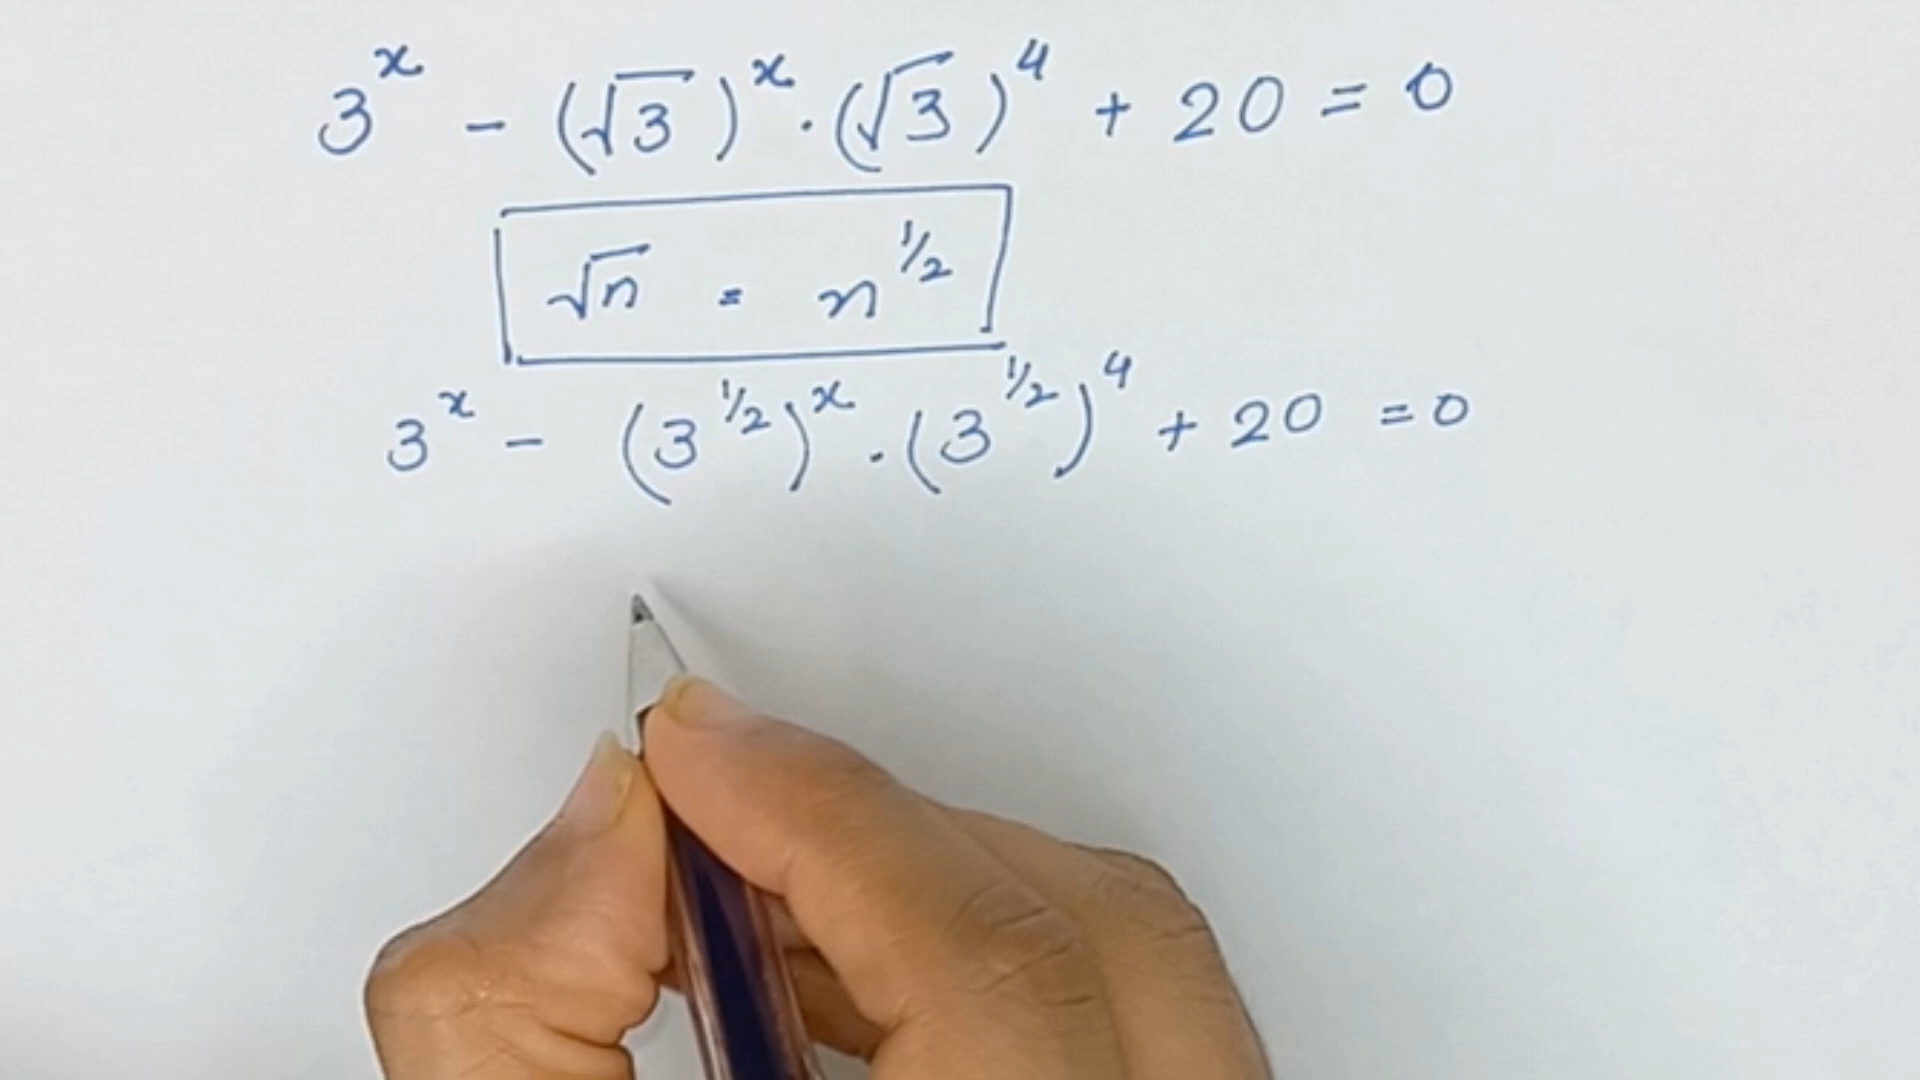 3^x - (√3)^x · (√3)^4 + 20 = 0
√n = n^1/2
3^x - (3^1/2)^x · (3^1/2)^4 + 20 = 0